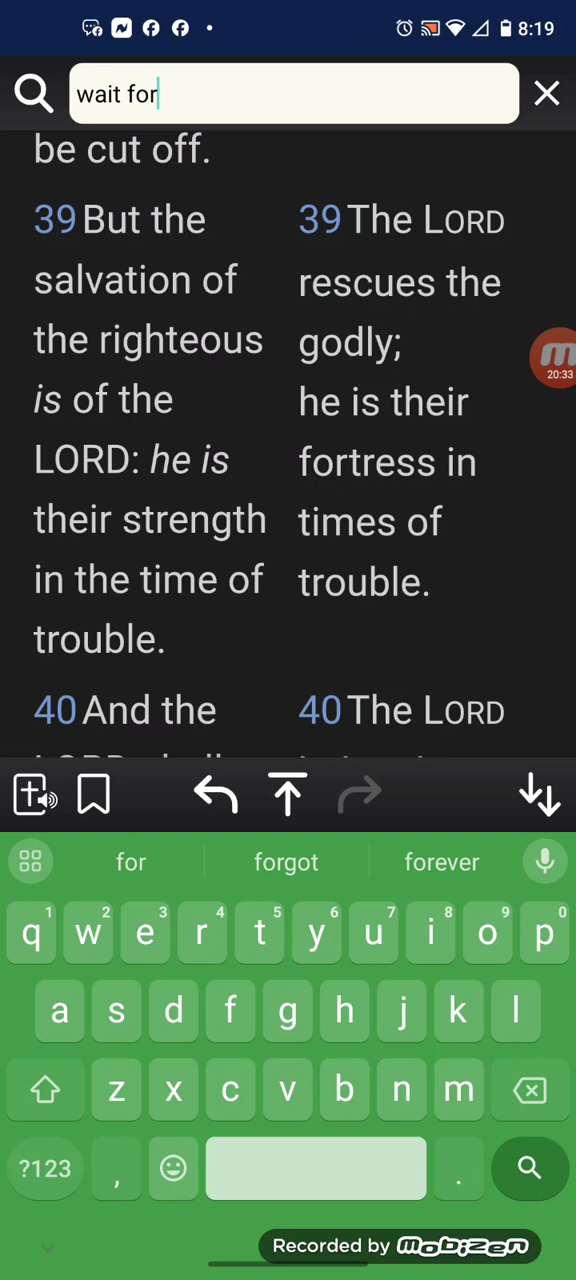 8:19
wait for
be cut off.
39 But the
salvation of
the righteous
is of the
LORD: he is
their strength
in the time of
trouble.
40 And the
39 The LORD
rescues the
godly;
he is their
fortress in
times of
trouble.
40 The LORD
20:33
for forgot forever
1 2 3 4 5 6 7 8 9 0
q w e r t y u i o p
a s d f g h j k l
z x c v b n m
?123 , .
Recorded by mobizen